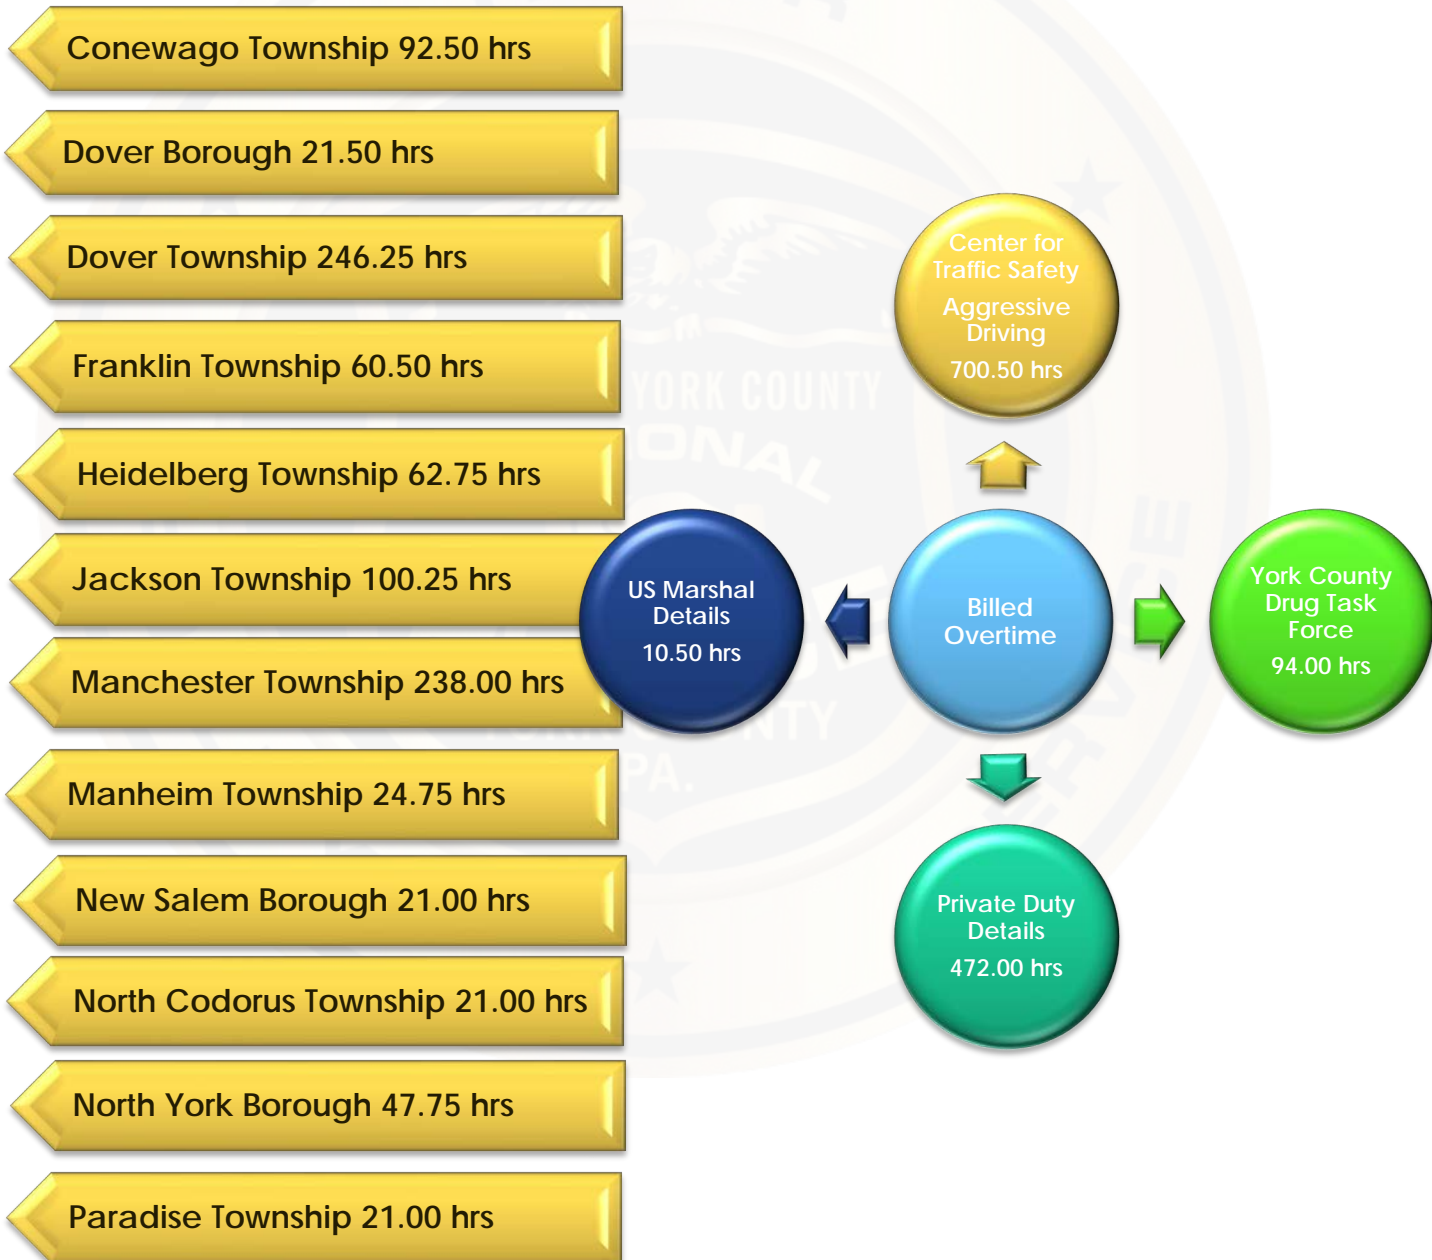 Conewago Township 92.50 hrs
Dover Borough 21.50 hrs
Dover Township 246.25 hrs
Franklin Township 60.50 hrs
Heidelberg Township 62.75 hrs
Jackson Township 100.25 hrs
Manchester Township 238.00 hrs
Manheim Township 24.75 hrs
New Salem Borough 21.00 hrs
North Codorus Township 21.00 hrs
North York Borough 47.75 hrs
Paradise Township 21.00 hrs
Center for
Traffic Safety
Aggressive
Driving
700.50 hrs
US Marshal
Details
10.50 hrs
Billed
Overtime
York County
Drug Task
Force
94.00 hrs
Private Duty
Details
472.00 hrs
YORK COUNTY
PA.